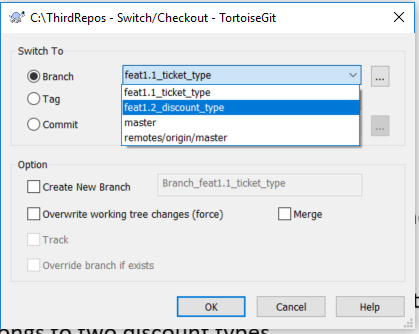 C:\ThirdRepos - Switch/Checkout - TortoiseGit
Switch To
Branch
feat1.1_ticket_type
...
feat1.1_ticket_type
Tag
feat1.2_discount_type
master
Commit
remotes/origin/master
...
Option
Create New Branch
Branch_feat1.1_ticket_type
Overwrite working tree changes (force)
Merge
Track
Override branch if exists
OK
Cancel
Help
ongs to two discount types